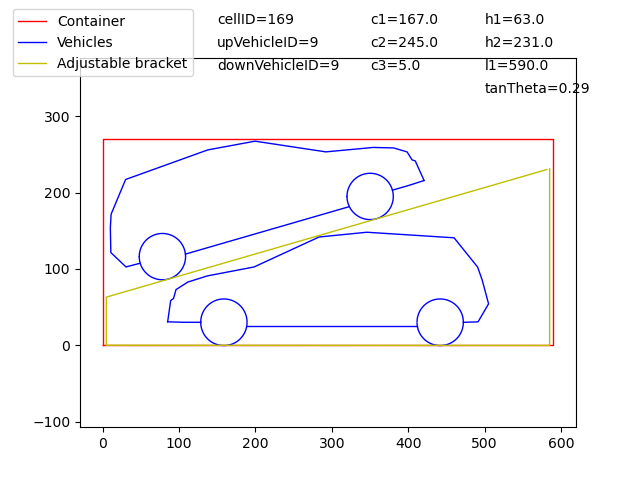 Container
Vehicles
Adjustable bracket
cellID=169
upVehicleID=9
downVehicleID=9
c1=167.0
c2=245.0
c3=5.0
h1=63.0
h2=231.0
l1=590.0
tanTheta=0.29
300
200
100
0
−100
0 100 200 300 400 500 600